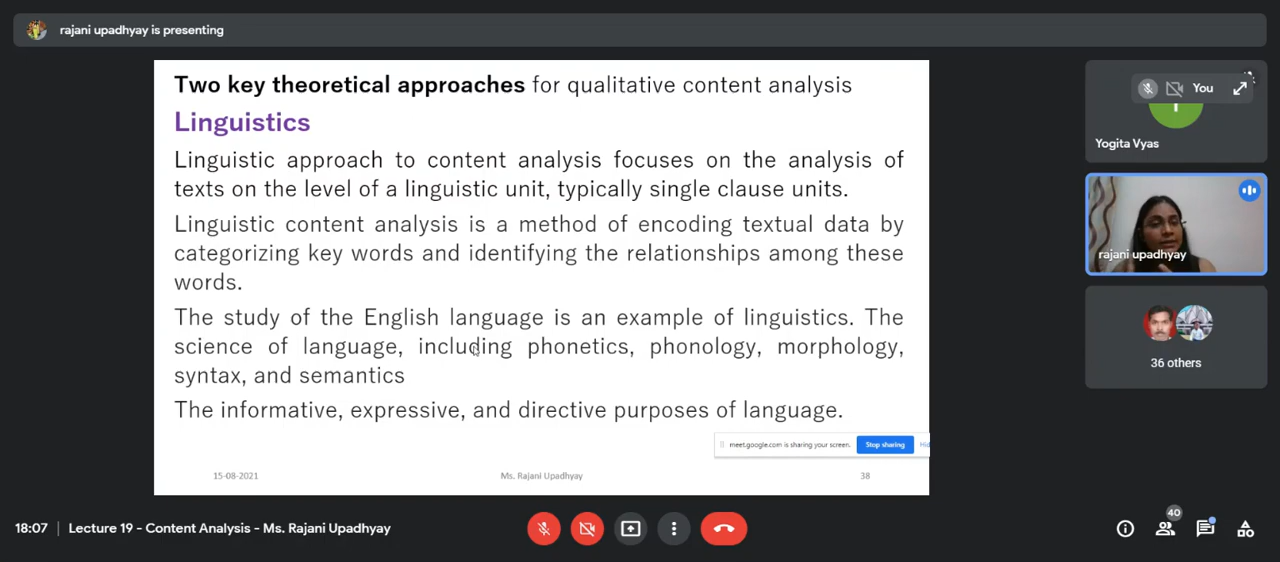 rajani upadhyay is presenting
Two key theoretical approaches for qualitative content analysis
Linguistics
Linguistic approach to content analysis focuses on the analysis of
texts on the level of a linguistic unit, typically single clause units.
Linguistic content analysis is a method of encoding textual data by
categorizing key words and identifying the relationships among these
words.
The study of the English language is an example of linguistics. The
science of language, including phonetics, phonology, morphology,
syntax, and semantics
The informative, expressive, and directive purposes of language.
meet.google.com is sharing your screen. Stop sharing Hid
15-08-2021 Ms. Rajani Upadhyay 38
You
Yogita Vyas
rajani upadhyay
36 others
18:07 | Lecture 19 - Content Analysis - Ms. Rajani Upadhyay
40